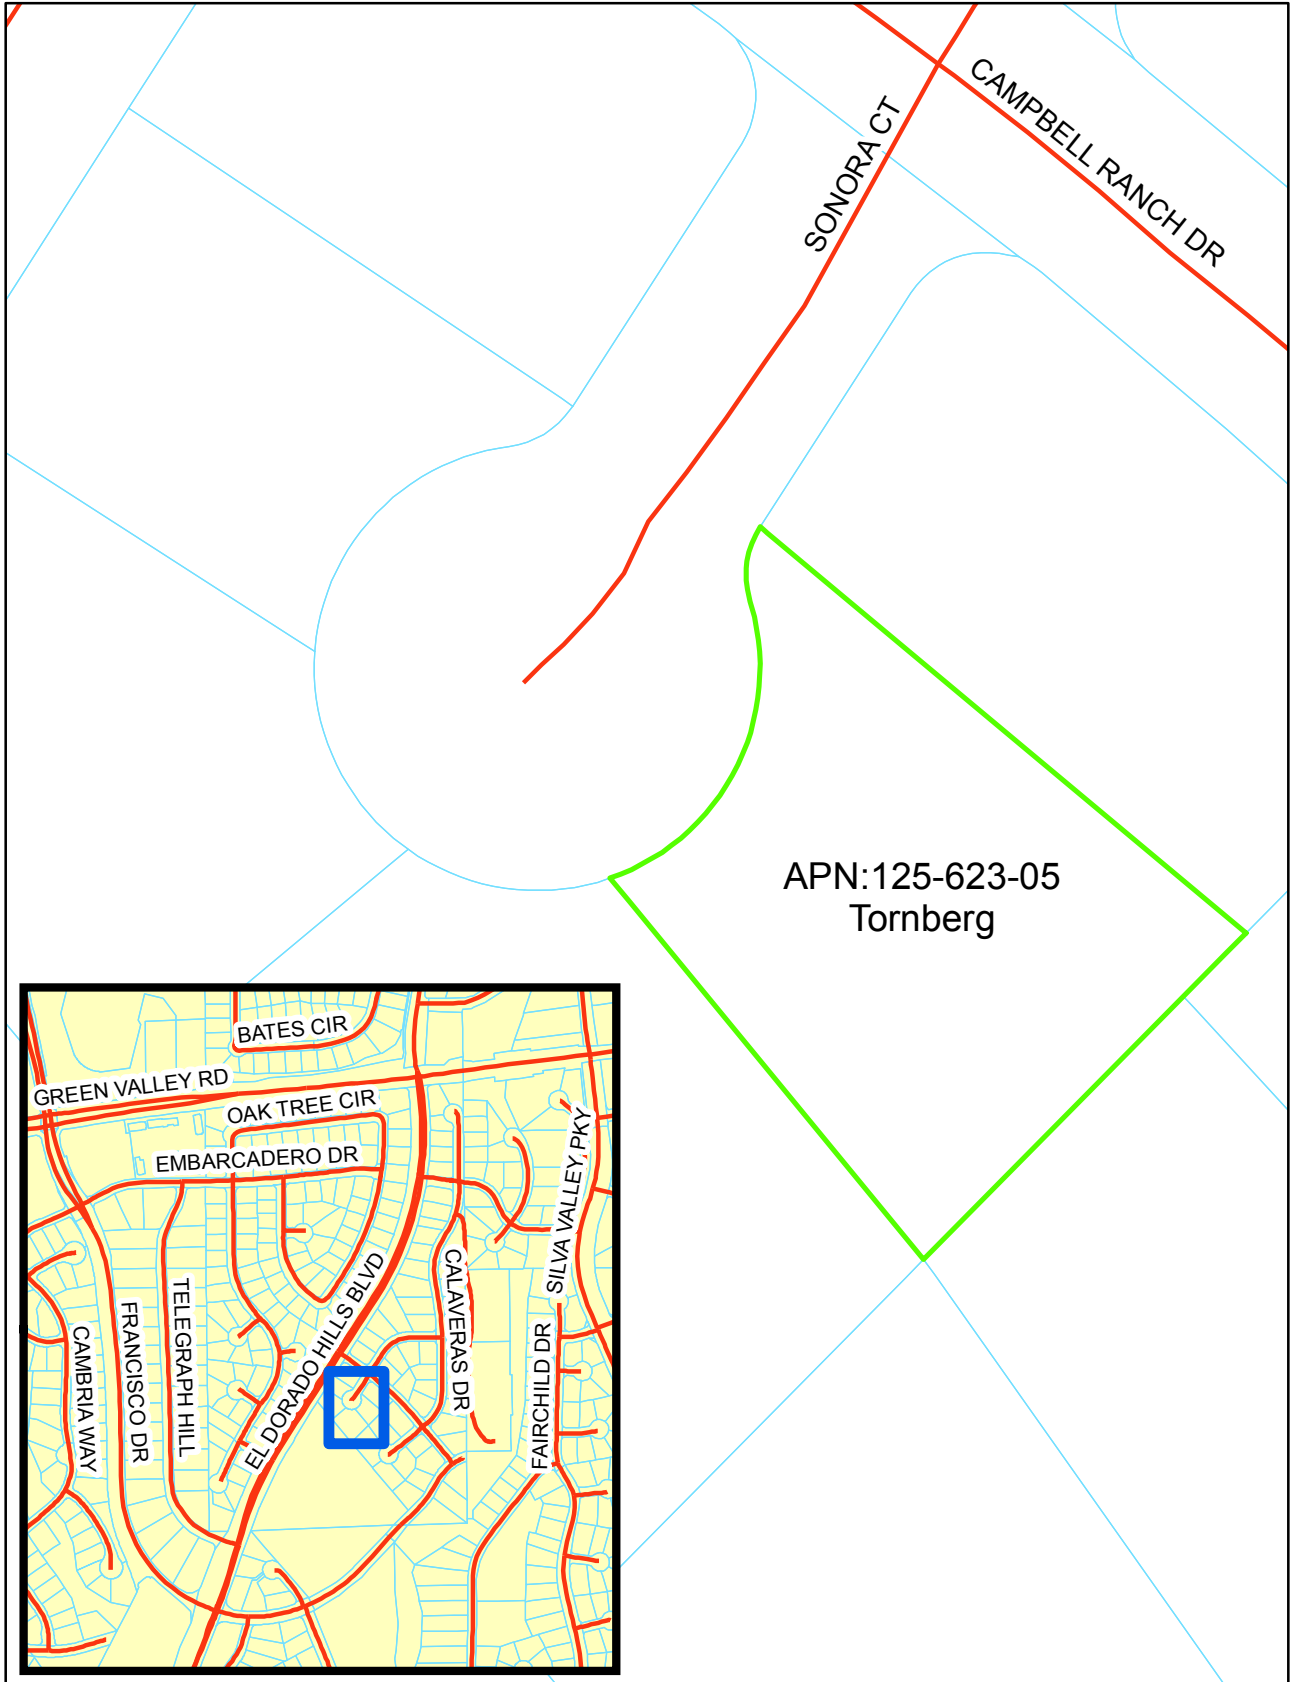 CAMPBELL RANCH DR
SONORA CT
APN:125-623-05
Tornberg
BATES CIR
GREEN VALLEY RD
OAK TREE CIR
EMBARCADERO DR
SILVA VALLEY PKY
EL DORADO HILLS BLVD
CALAVERAS DR
TELEGRAPH HILL
FRANCISCO DR
CAMBRIA WAY
FAIRCHILD DR